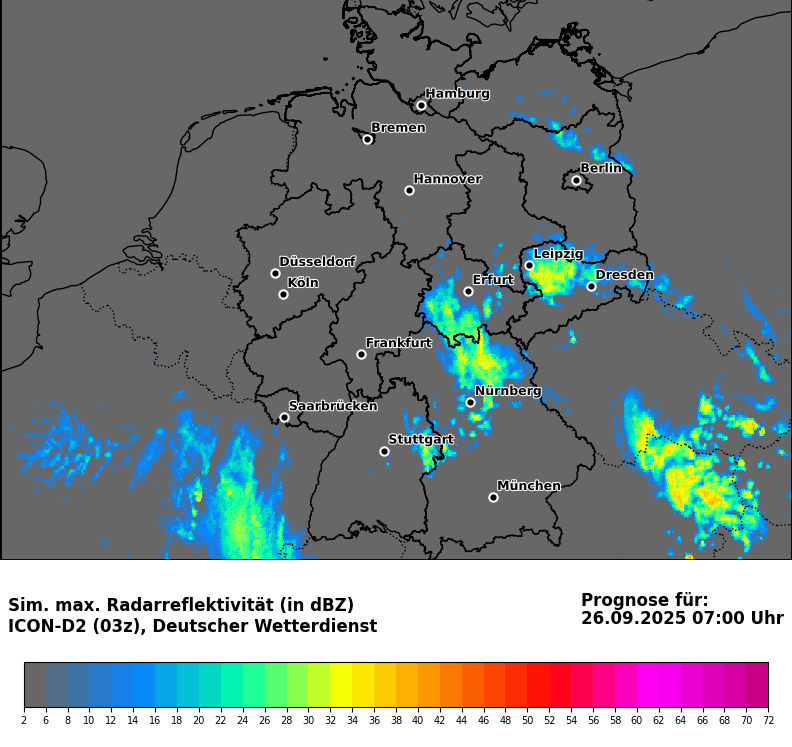 Hamburg
Bremen
Berlin
Hannover
Leipzig
Düsseldorf
Dresden
Erfurt
Köln
Frankfurt
Nürnberg
Saarbrücken
Stuttgart
München
Sim. max. Radarreflektivität (in dBZ)
ICON-D2 (03z), Deutscher Wetterdienst
Prognose für:
26.09.2025 07:00 Uhr
2 6 8 10 12 14 16 18 20 22 24 26 28 30 32 34 36 38 40 42 44 46 48 50 52 54 56 58 60 62 64 66 68 70 72